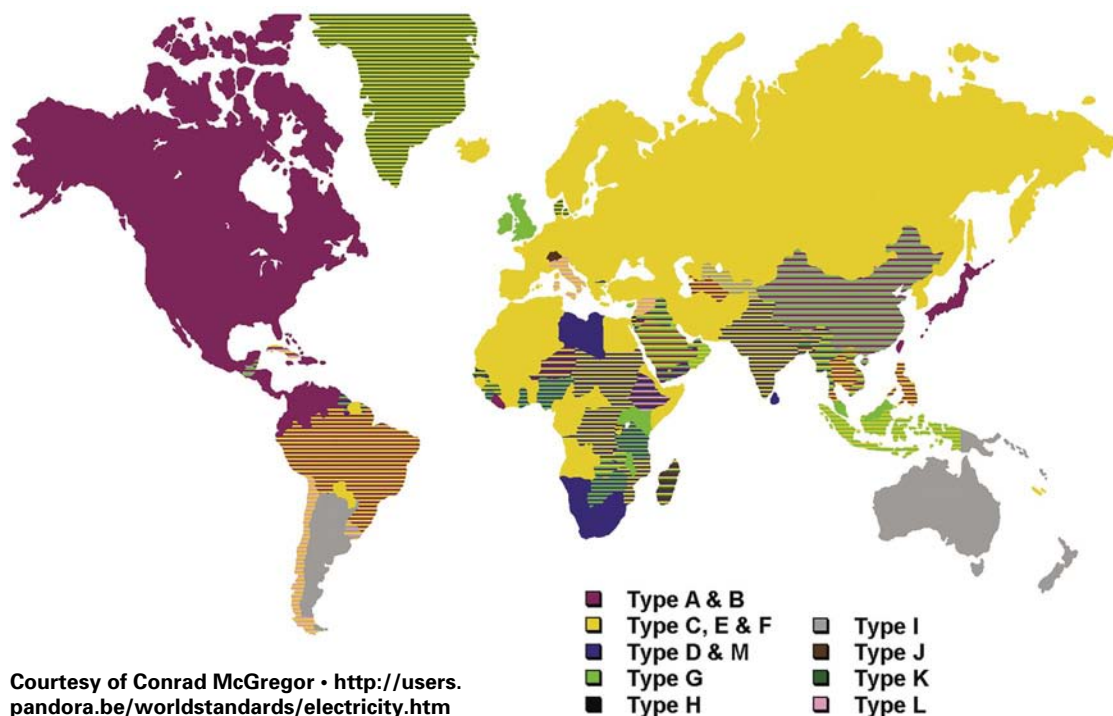 Type A & B
Type C, E & F
Type D & M
Type G
Type H
Type I
Type J
Type K
Type L
Courtesy of Conrad McGregor • http://users.
pandora.be/worldstandards/electricity.htm